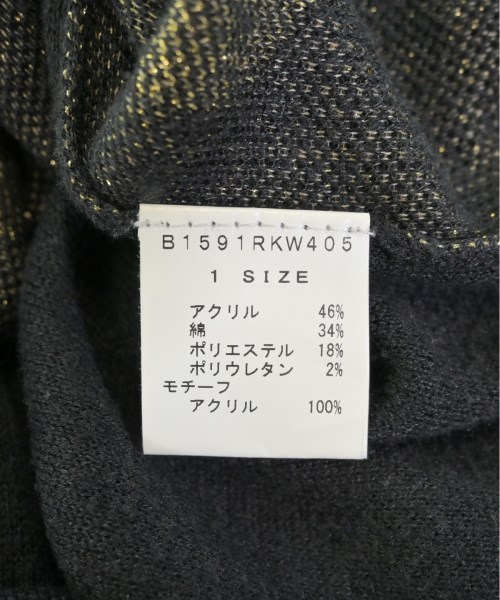 B1591RKW405
1 SIZE
アクリル 46%
綿 34%
ポリエステル 18%
ポリウレタン 2%
モチーフ
アクリル 100%